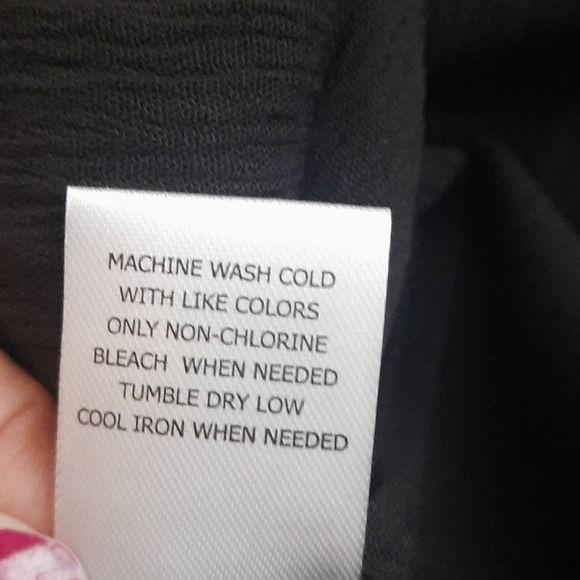 MACHINE WASH COLD
WITH LIKE COLORS
ONLY NON-CHLORINE
BLEACH WHEN NEEDED
TUMBLE DRY LOW
COOL IRON WHEN NEEDED